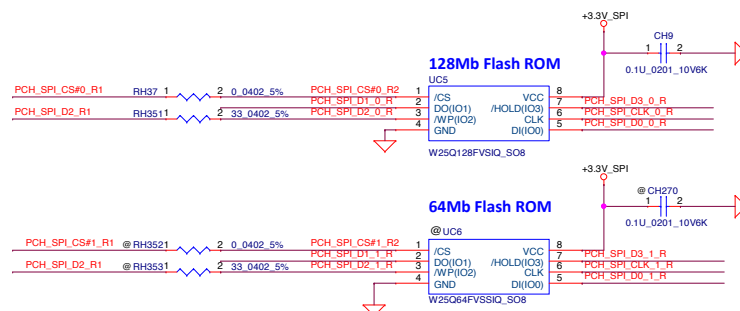 +3.3V_SPI
CH9
1 2
0.1U_0201_10V6K
128Mb Flash ROM
UC5
PCH_SPI_CS#0_R1 RH37 1 2 0_0402_5% PCH_SPI_CS#0_R2 1 /CS VCC 8
PCH_SPI_D1_0_R 2 DO(IO1) /HOLD(IO3) 7 PCH_SPI_D3_0_R
PCH_SPI_D2_R1 RH351 1 2 33_0402_5% PCH_SPI_D2_0_R 3 /WP(IO2) CLK 6 PCH_SPI_CLK_0_R
4 GND DI(IO0) 5 PCH_SPI_D0_0_R
W25Q128FVSIQ_SO8
+3.3V_SPI
@ CH270
1 2
0.1U_0201_10V6K
64Mb Flash ROM
@ UC6
PCH_SPI_CS#1_R1 @ RH352 1 2 0_0402_5% PCH_SPI_CS#1_R2 1 /CS VCC 8
PCH_SPI_D1_1_R 2 DO(IO1) /HOLD(IO3) 7 PCH_SPI_D3_1_R
PCH_SPI_D2_R1 @ RH353 1 2 33_0402_5% PCH_SPI_D2_1_R 3 /WP(IO2) CLK 6 PCH_SPI_CLK_1_R
4 GND DI(IO0) 5 PCH_SPI_D0_1_R
W25Q64FVSSIQ_SO8